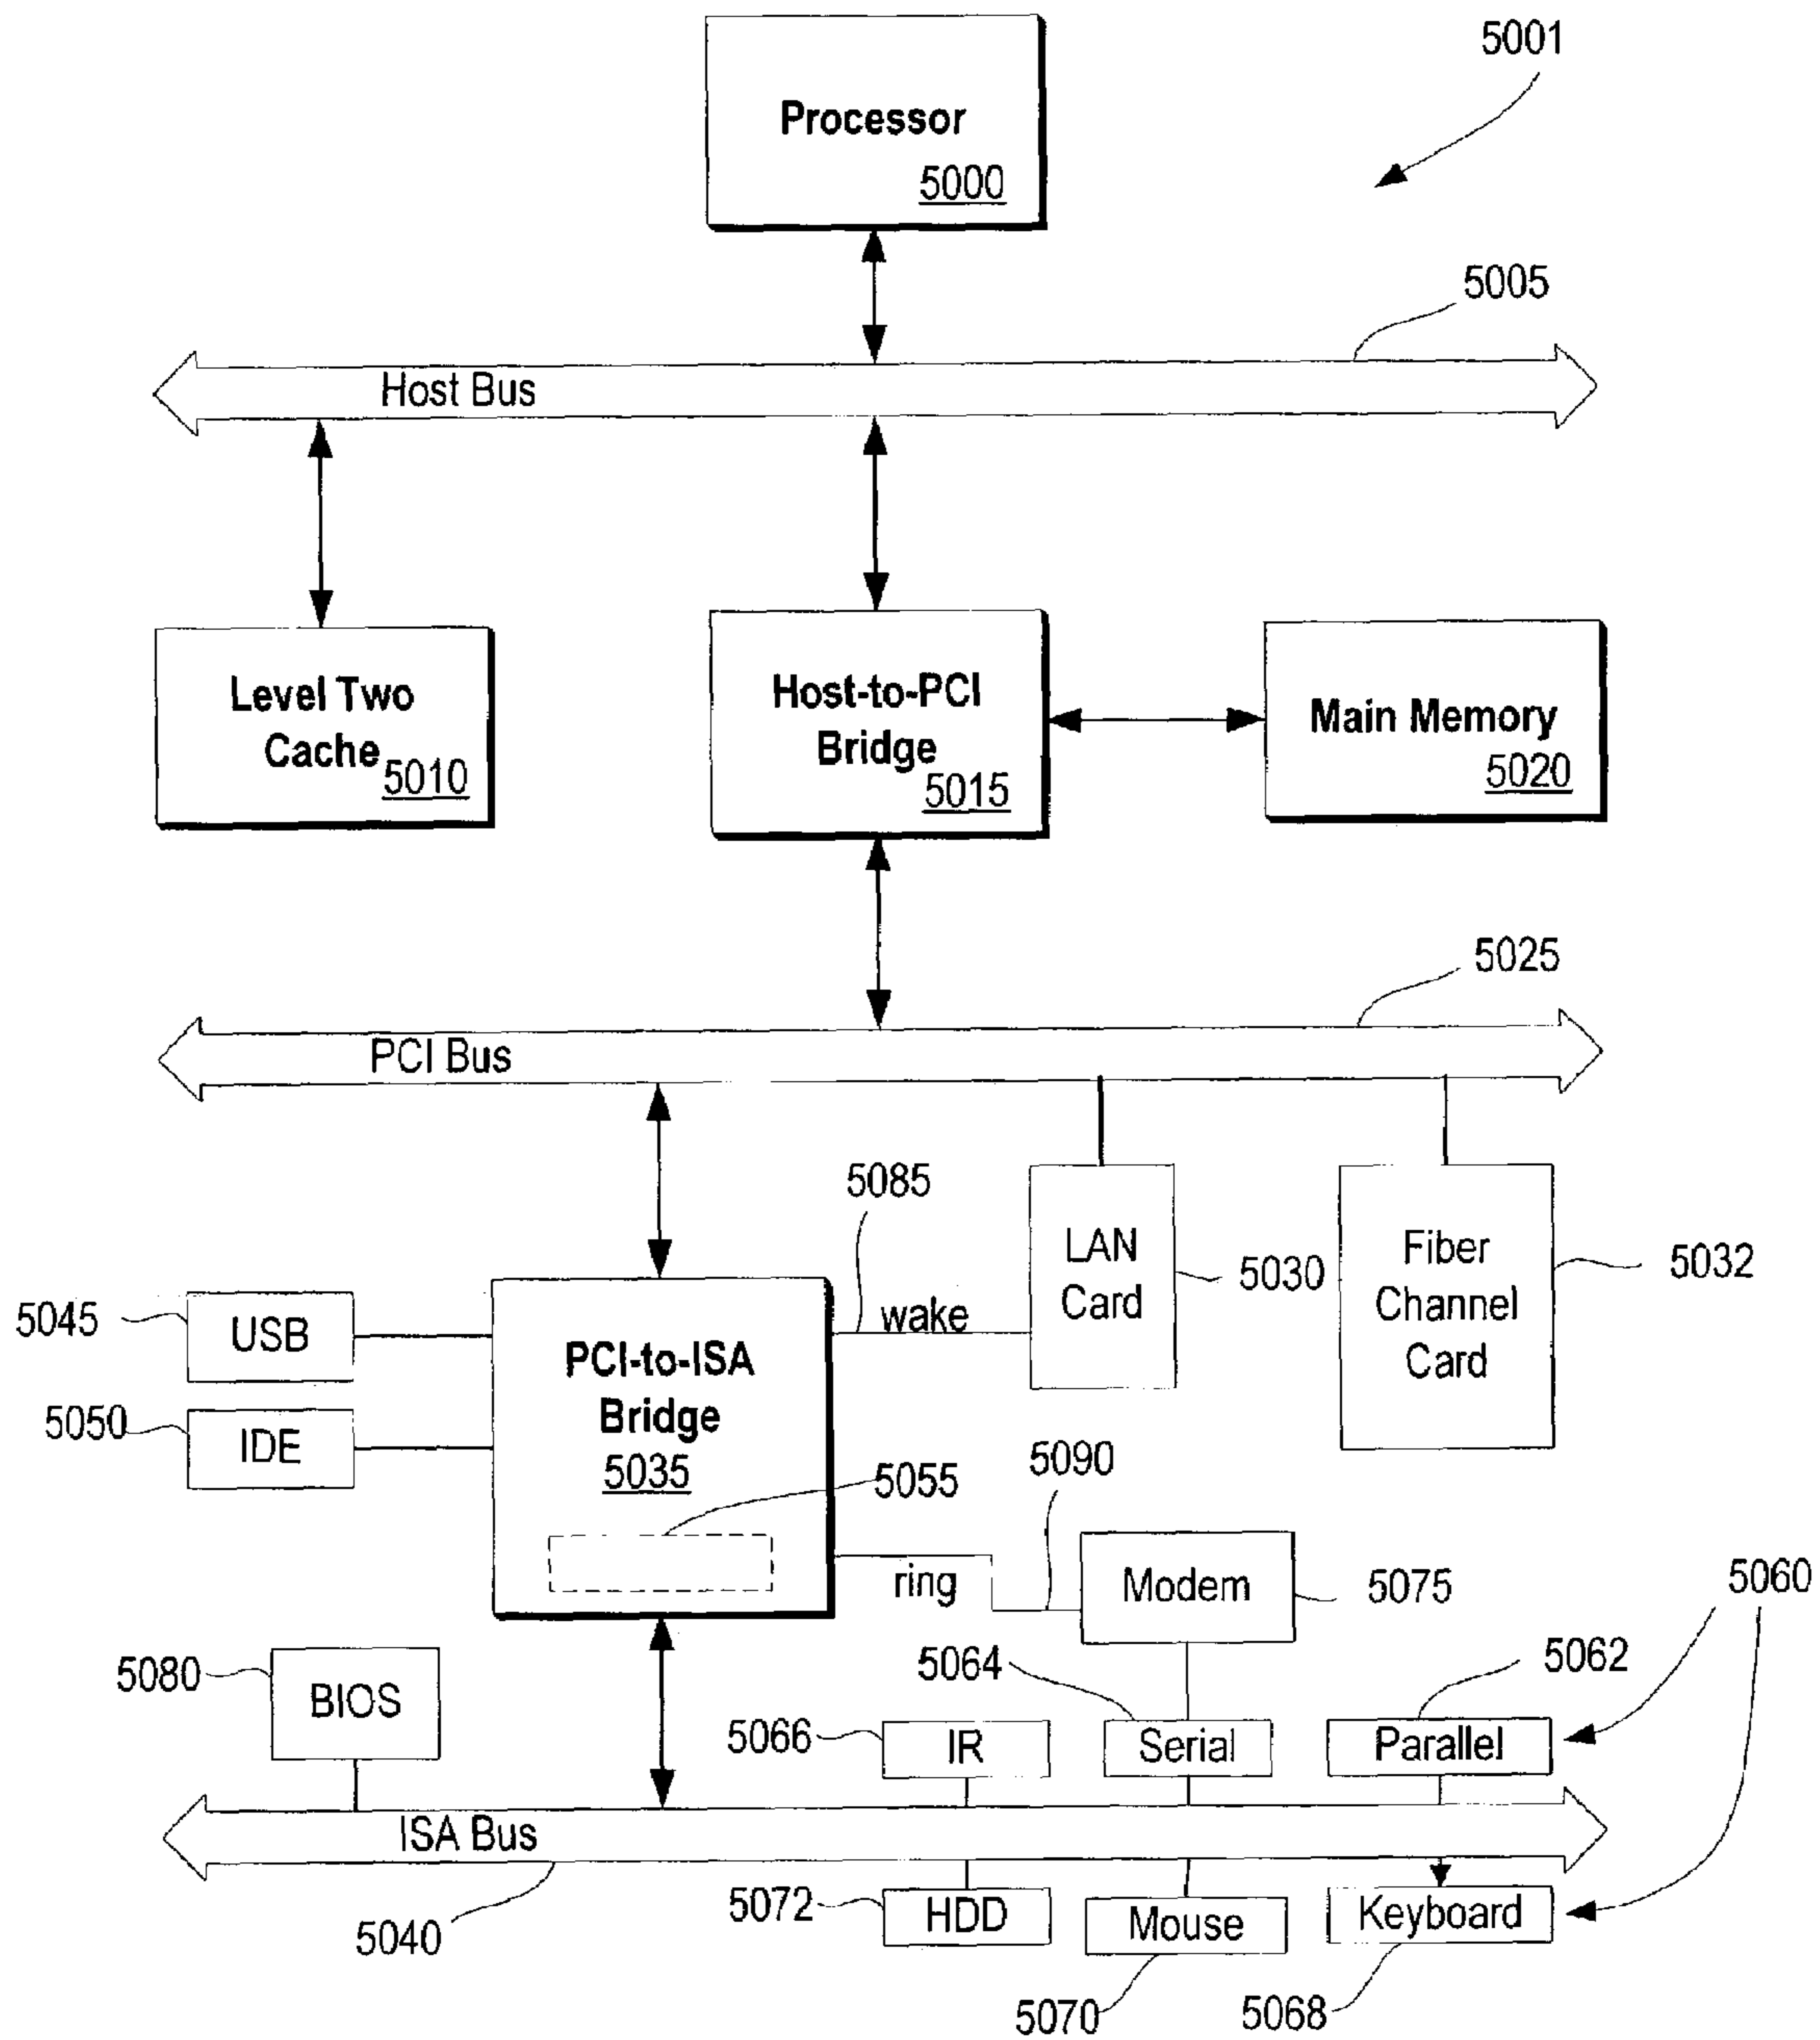 5001
Processor
5000
5005
Host Bus
Level Two
Cache
5010
Host-to-PCI
Bridge
5015
Main Memory
5020
5025
PCI Bus
5085
LAN
Card
5030
Fiber
Channel
Card
5032
wake
5045
USB
5050
IDE
PCI-to-ISA
Bridge
5035
5055
5090
ring
Modem
5075
5060
5080
BIOS
5064
5062
5066
IR
Serial
Parallel
ISA Bus
5040
5072
HDD
Mouse
Keyboard
5070
5068